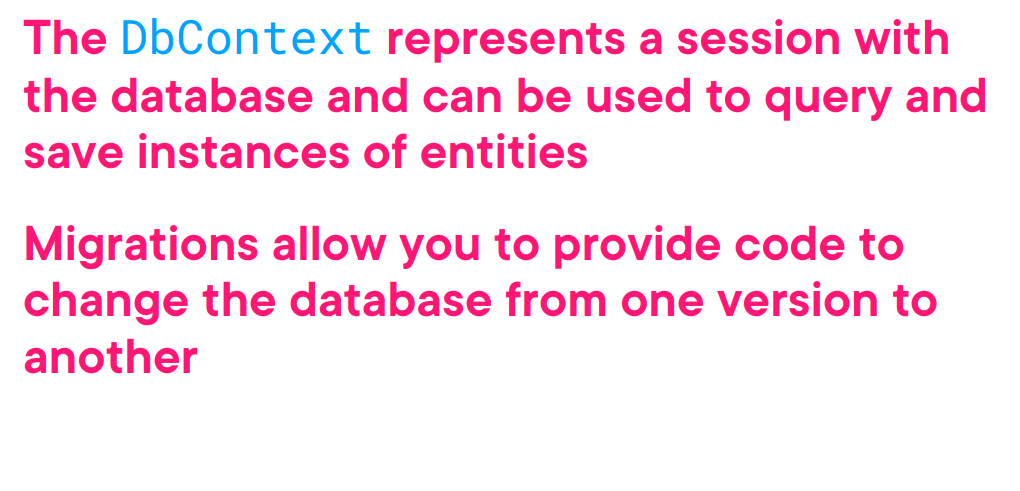 The DbContext represents a session with
the database and can be used to query and
save instances of entities
Migrations allow you to provide code to
change the database from one version to
another